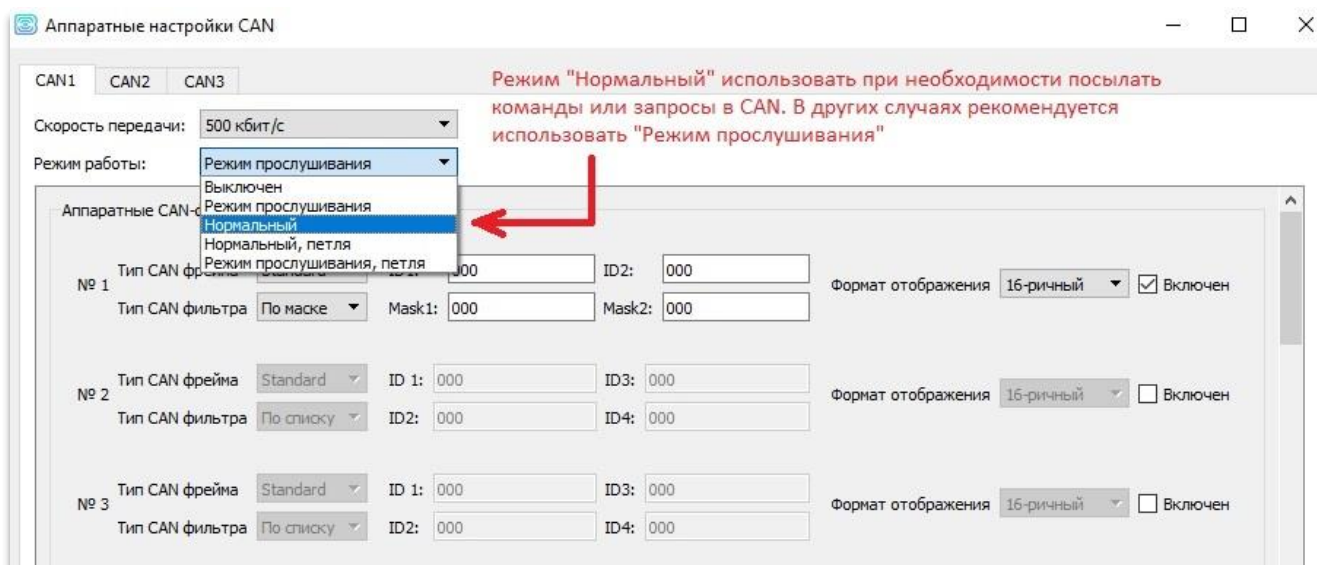 Аппаратные настройки CAN
CAN1 CAN2 CAN3
Режим "Нормальный" использовать при необходимости посылать
команды или запросы в CAN. В других случаях рекомендуется
использовать "Режим прослушивания"
Скорость передачи: 500 кбит/с
Режим работы: Режим прослушивания
Выключен
Режим прослушивания
Нормальный
Нормальный, петля
Режим прослушивания, петля
Аппаратные CAN-
№ 1
Тип CAN фрейма 000 ID2: 000
Тип CAN фильтра По маске Mask1: 000 Mask2: 000
Формат отображения 16-ричный Включен
№ 2
Тип CAN фрейма Standard ID 1: 000 ID3: 000
Тип CAN фильтра По списку ID2: 000 ID4: 000
Формат отображения 16-ричный Включен
№ 3
Тип CAN фрейма Standard ID 1: 000 ID3: 000
Тип CAN фильтра По списку ID2: 000 ID4: 000
Формат отображения 16-ричный Включен